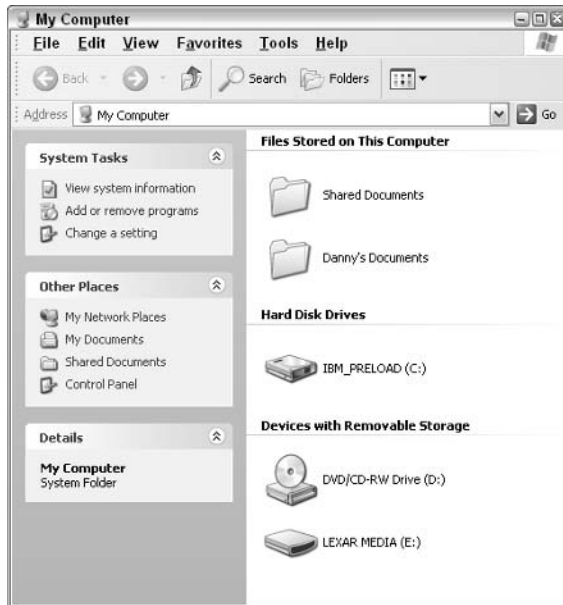 My Computer
File Edit View Favorites Tools Help
Back Search Folders
Address My Computer Go
System Tasks
View system information
Add or remove programs
Change a setting
Other Places
My Network Places
My Documents
Shared Documents
Control Panel
Details
My Computer
System Folder
Files Stored on This Computer
Shared Documents
Danny's Documents
Hard Disk Drives
IBM_PRELOAD (C:)
Devices with Removable Storage
DVD/CD-RW Drive (D:)
LEXAR MEDIA (E:)